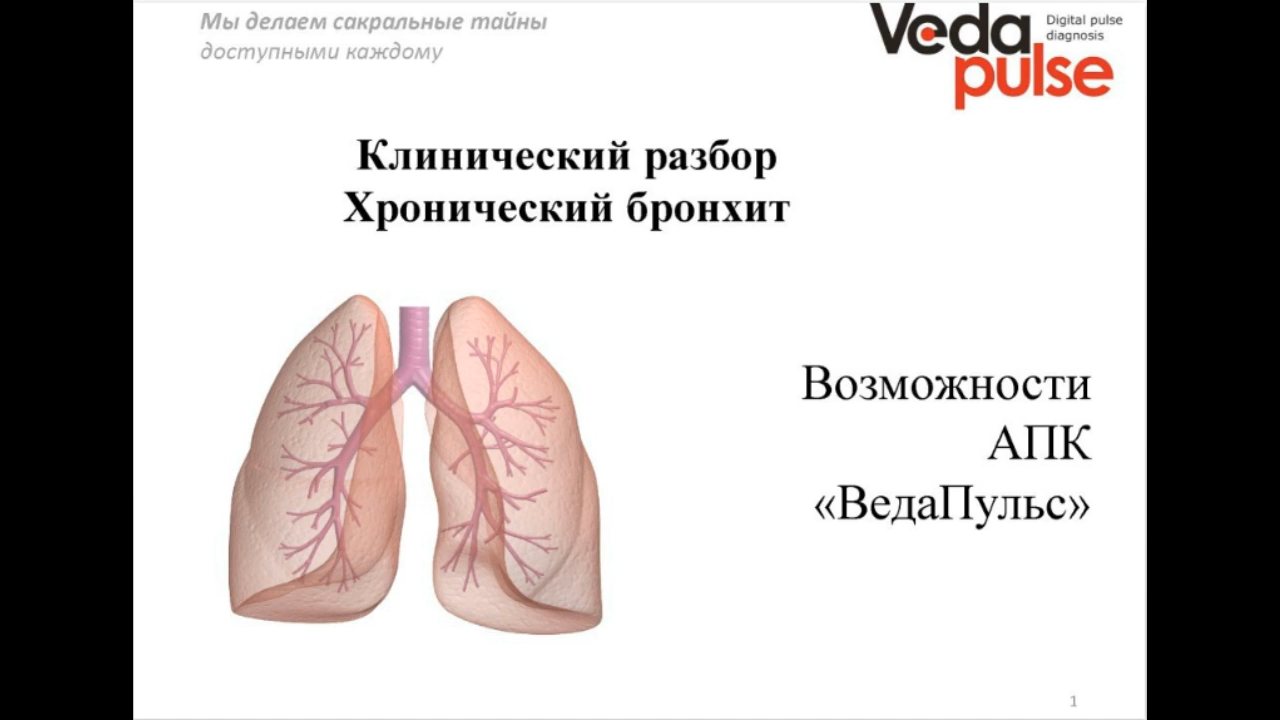 Мы делаем сакральные тайны
доступными каждому
Veda
pulse
Digital pulse
diagnosis
Клинический разбор
Хронический бронхит
Возможности
АПК
«ВедаПульс»
1